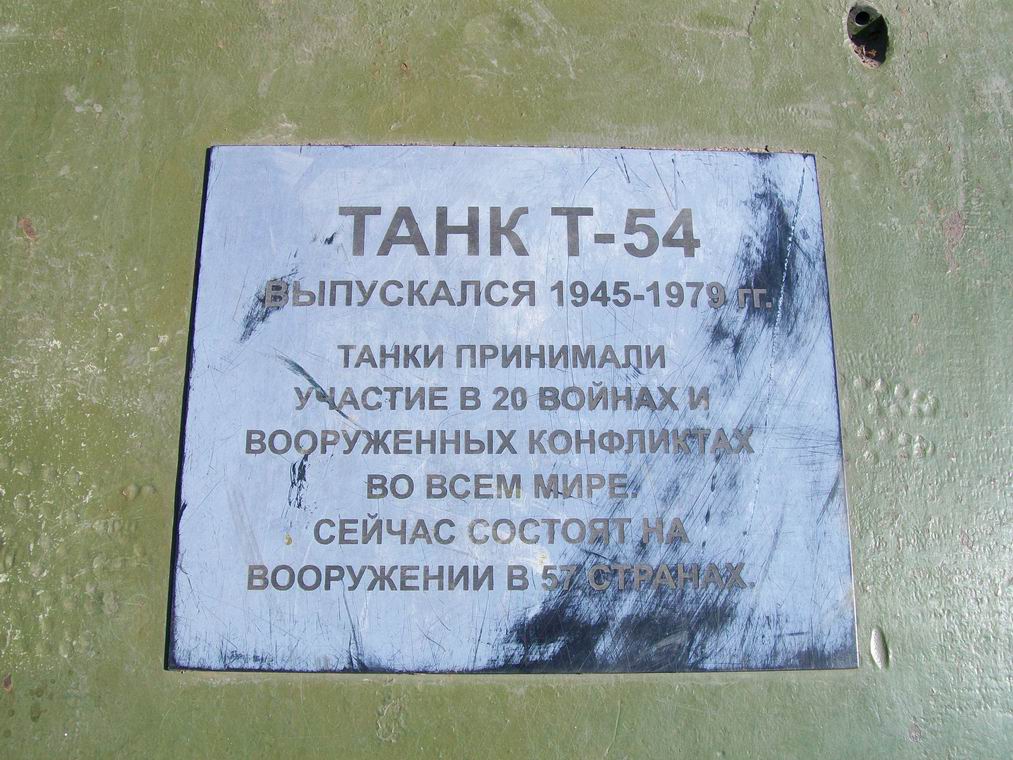 ТАНК Т-54
ВЫПУСКАЛСЯ 1945-1979 гг.
ТАНКИ ПРИНИМАЛИ
УЧАСТИЕ В 20 ВОЙНАХ И
ВООРУЖЕННЫХ КОНФЛИКТАХ
ВО ВСЕМ МИРЕ.
СЕЙЧАС СОСТОЯТ НА
ВООРУЖЕНИИ В 57 СТРАНАХ.